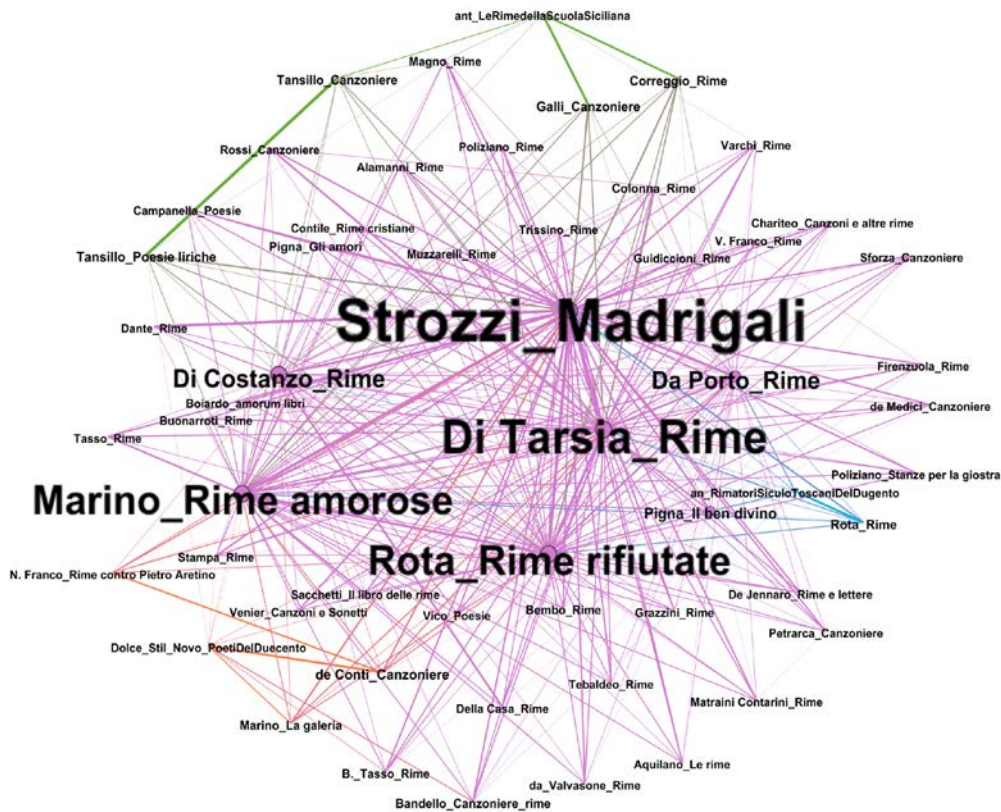 ant_LeRimedellaScuolaSiciliana
Magno_Rime
Tansillo_Canzoniere
Correggio_Rime
Galli_Canzoniere
Rossi_Canzoniere
Poliziano_Rime
Varchi_Rime
Alamanni_Rime
Colonna_Rime
Campanella_Poesie
Chariteo_Canzoni e altre rime
Contile_Rime cristiane
Trissino_Rime
V. Franco_Rime
Pigna_Gli amori
Muzzarelli_Rime
Guidiccioni_Rime
Tansillo_Poesie liriche
Sforza_Canzoniere
Strozzi_Madrigali
Dante_Rime
Firenzuola_Rime
Di Costanzo_Rime
Da Porto_Rime
Boiardo_amorum libri
de Medici_Canzoniere
Buonarroti_Rime
Tasso_Rime
Di Tarsia_Rime
Poliziano_Stanze per la giostra
an_RimatoriSiculoToscaniDelDugento
Marino_Rime amorose
Pigna_Il ben divino
Rota_Rime
Stampa_Rime
Rota_Rime rifiutate
N. Franco_Rime contro Pietro Aretino
Sacchetti_Il libro delle rime
De Jennaro_Rime e lettere
Venier_Canzoni e Sonetti
Vico_Poesie
Bembo_Rime
Grazzini_Rime
Petrarca_Canzoniere
Dolce_Stil_Novo_PoetiDelDuecento
de Conti_Canzoniere
Tebaldeo_Rime
Matraini Contarini_Rime
Della Casa_Rime
Marino_La galeria
Aquilano_Le rime
B._Tasso_Rime
da_Valvasone_Rime
Bandello_Canzoniere_rime